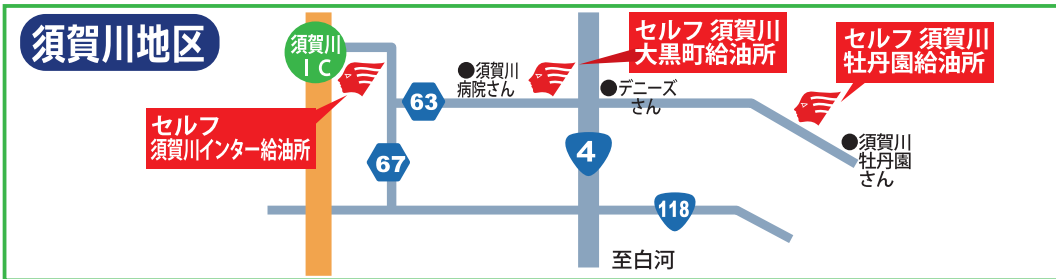 須賀川地区
須賀川
IC
セルフ
須賀川インター給油所
63
67
●須賀川
病院さん
セルフ 須賀川
大黒町給油所
●デニーズ
さん
4
118
至白河
セルフ 須賀川
牡丹園給油所
●須賀川
牡丹園
さん